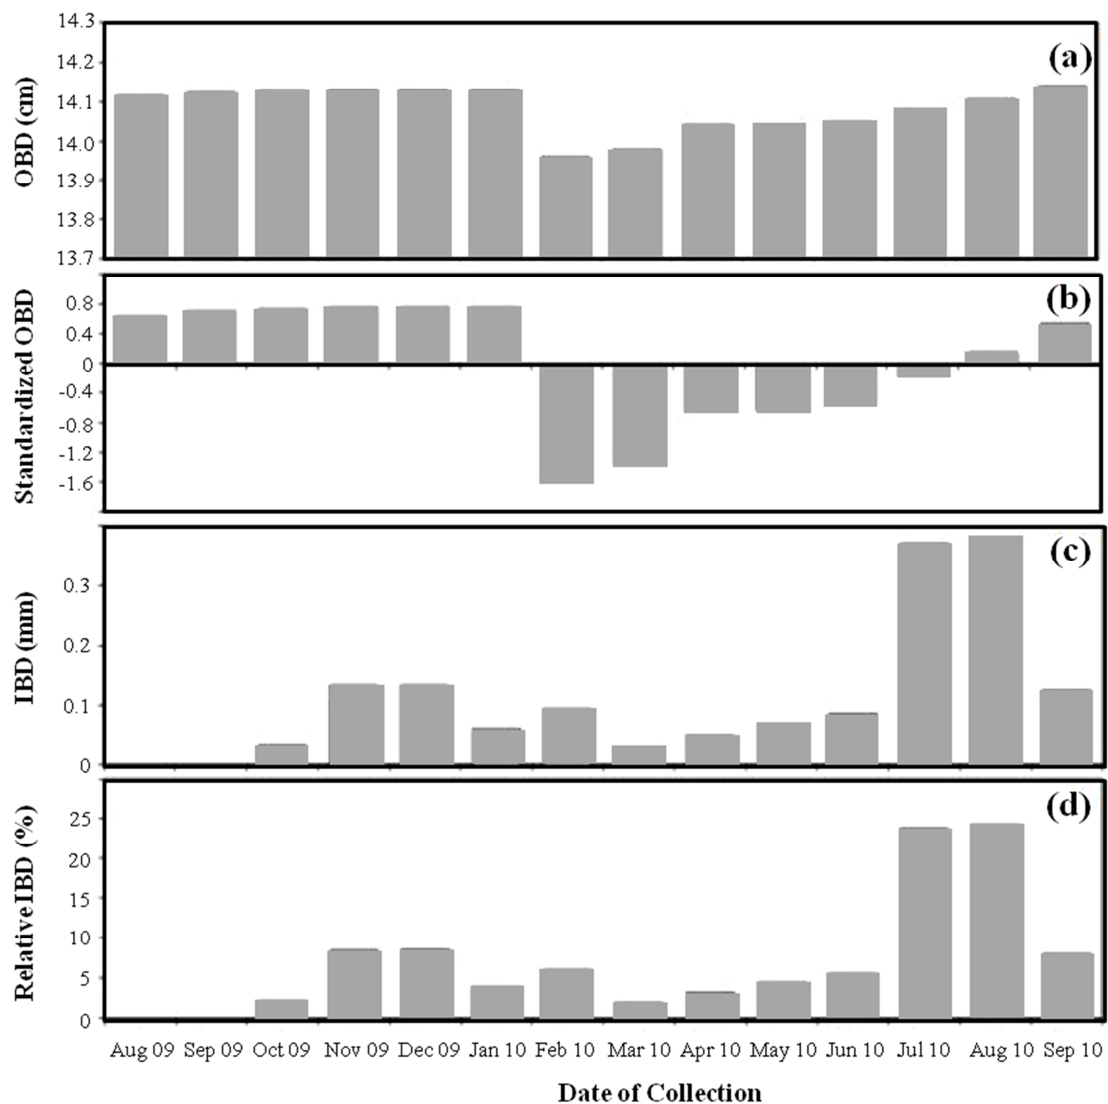 14.3
14.2
14.1
14.0
13.9
13.8
13.7
OBD (cm)
(a)
0.8
0.4
0
-0.4
-0.8
-1.2
-1.6
Standardized OBD
(b)
0.3
0.2
0.1
0
IBD (mm)
(c)
25
20
15
10
5
0
Relative IBD (%)
(d)
Aug 09 Sep 09 Oct 09 Nov 09 Dec 09 Jan 10 Feb 10 Mar 10 Apr 10 May 10 Jun 10 Jul 10 Aug 10 Sep 10
Date of Collection